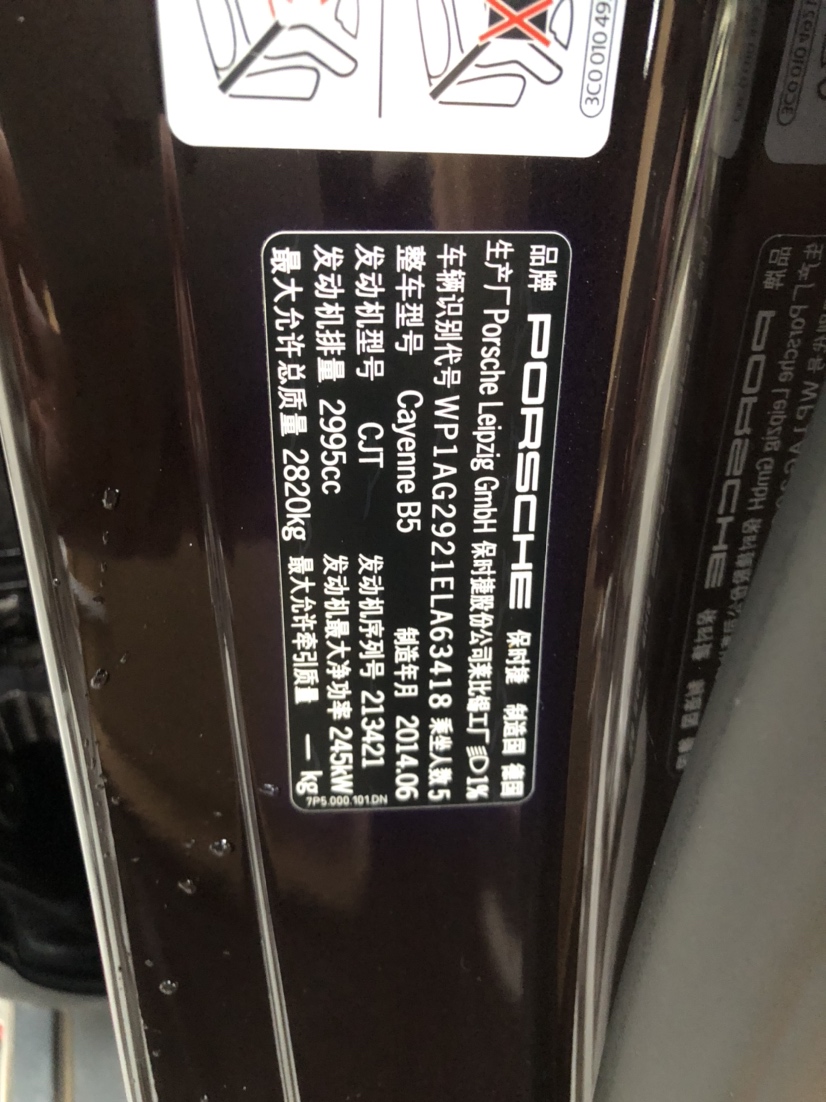 3C0 010 49
品牌 PORSCHE 保时捷 制造国 德国
生产厂 Porsche Leipzig GmbH 保时捷股份公司莱比锡工厂 1%
车辆识别代号 WP1AG2921ELA63418 乘坐人数 5
整车型号 Cayenne B5 制造年月 2014.06
发动机型号 CJT 发动机序列号 213421
发动机排量 2995cc 发动机最大净功率 245kW
最大允许总质量 2820kg 最大允许牵引质量 — kg
7P5.000.101.DN